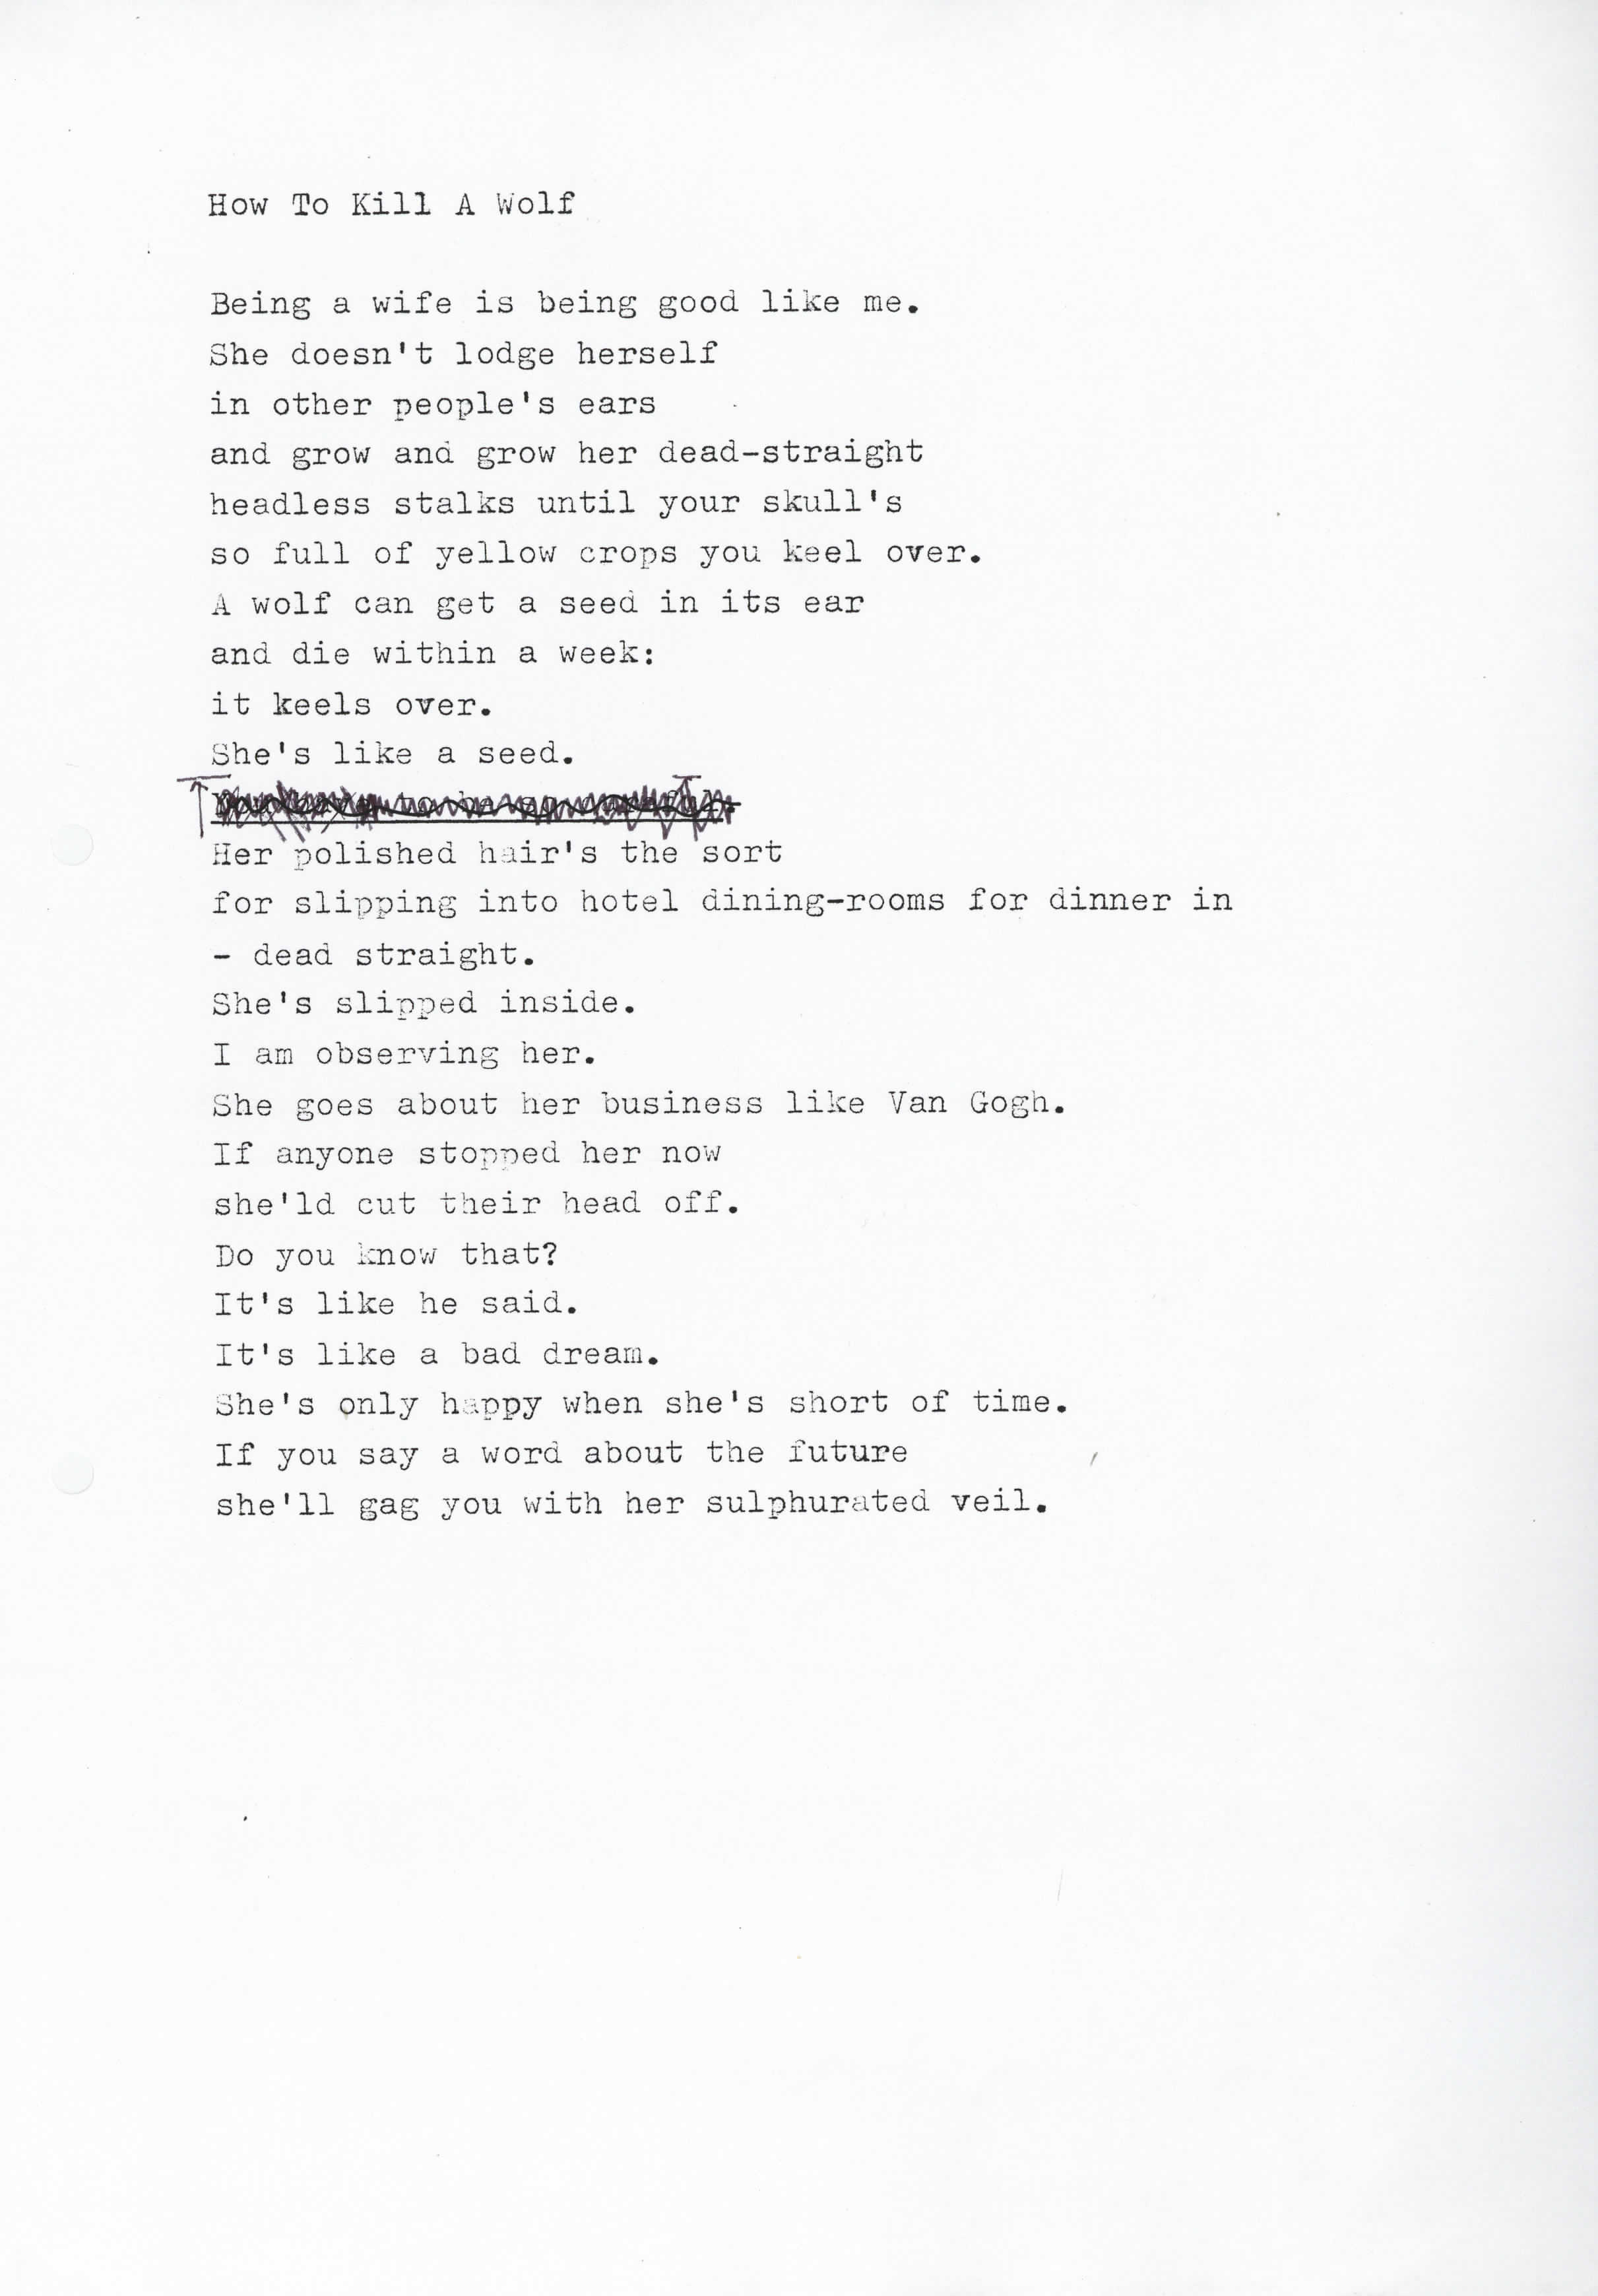 How To Kill A Wolf
Being a wife is being good like me.
She doesn't lodge herself
in other people's ears
and grow and grow her dead-straight
headless stalks until your skull's
so full of yellow crops you keel over.
A wolf can get a seed in its ear
and die within a week:
it keels over.
She's like a seed.
Her polished hair's the sort
for slipping into hotel dining-rooms for dinner in
- dead straight.
She's slipped inside.
I am observing her.
She goes about her business like Van Gogh.
If anyone stopped her now
she'ld cut their head off.
Do you know that?
It's like he said.
It's like a bad dream.
She's only happy when she's short of time.
If you say a word about the future
she'll gag you with her sulphurated veil.